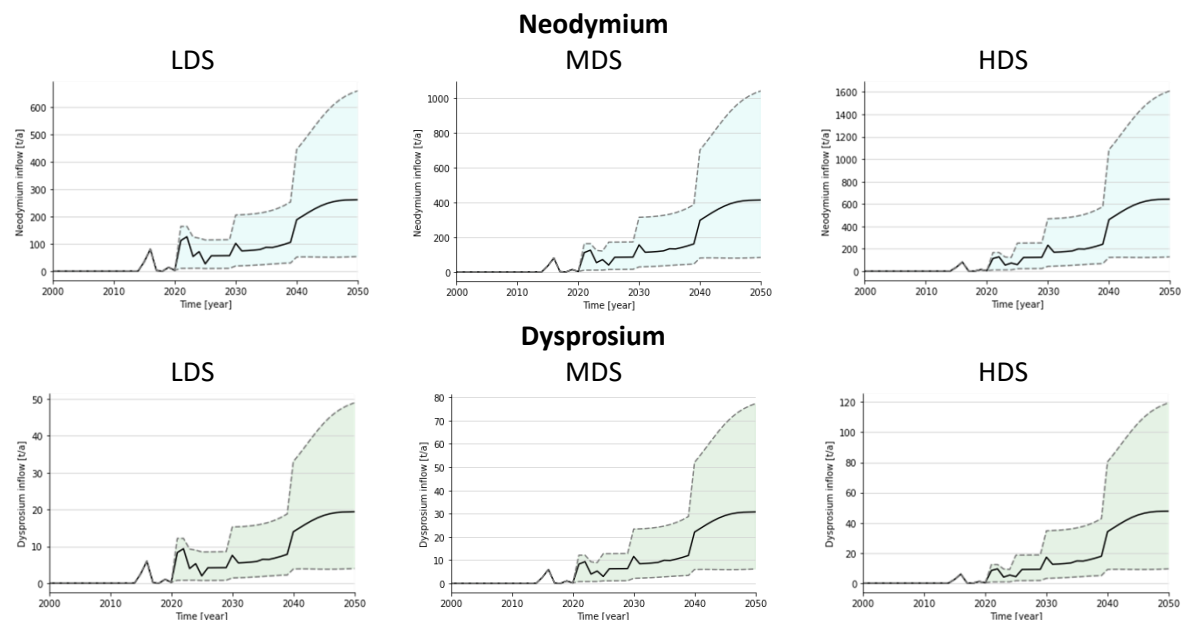 Neodymium
LDS
MDS
HDS
Neodymium inflow [t/a]
600
500
400
300
200
100
0
2000 2010 2020 2030 2040 2050
Time [year]
Neodymium inflow [t/a]
1000
800
600
400
200
0
2000 2010 2020 2030 2040 2050
Time [year]
Neodymium inflow [t/a]
1600
1400
1200
1000
800
600
400
200
0
2000 2010 2020 2030 2040 2050
Time [year]
Dysprosium
LDS
MDS
HDS
Dysprosium inflow [t/a]
50
40
30
20
10
0
2000 2010 2020 2030 2040 2050
Time [year]
Dysprosium inflow [t/a]
80
70
60
50
40
30
20
10
0
2000 2010 2020 2030 2040 2050
Time [year]
Dysprosium inflow [t/a]
120
100
80
60
40
20
0
2000 2010 2020 2030 2040 2050
Time [year]